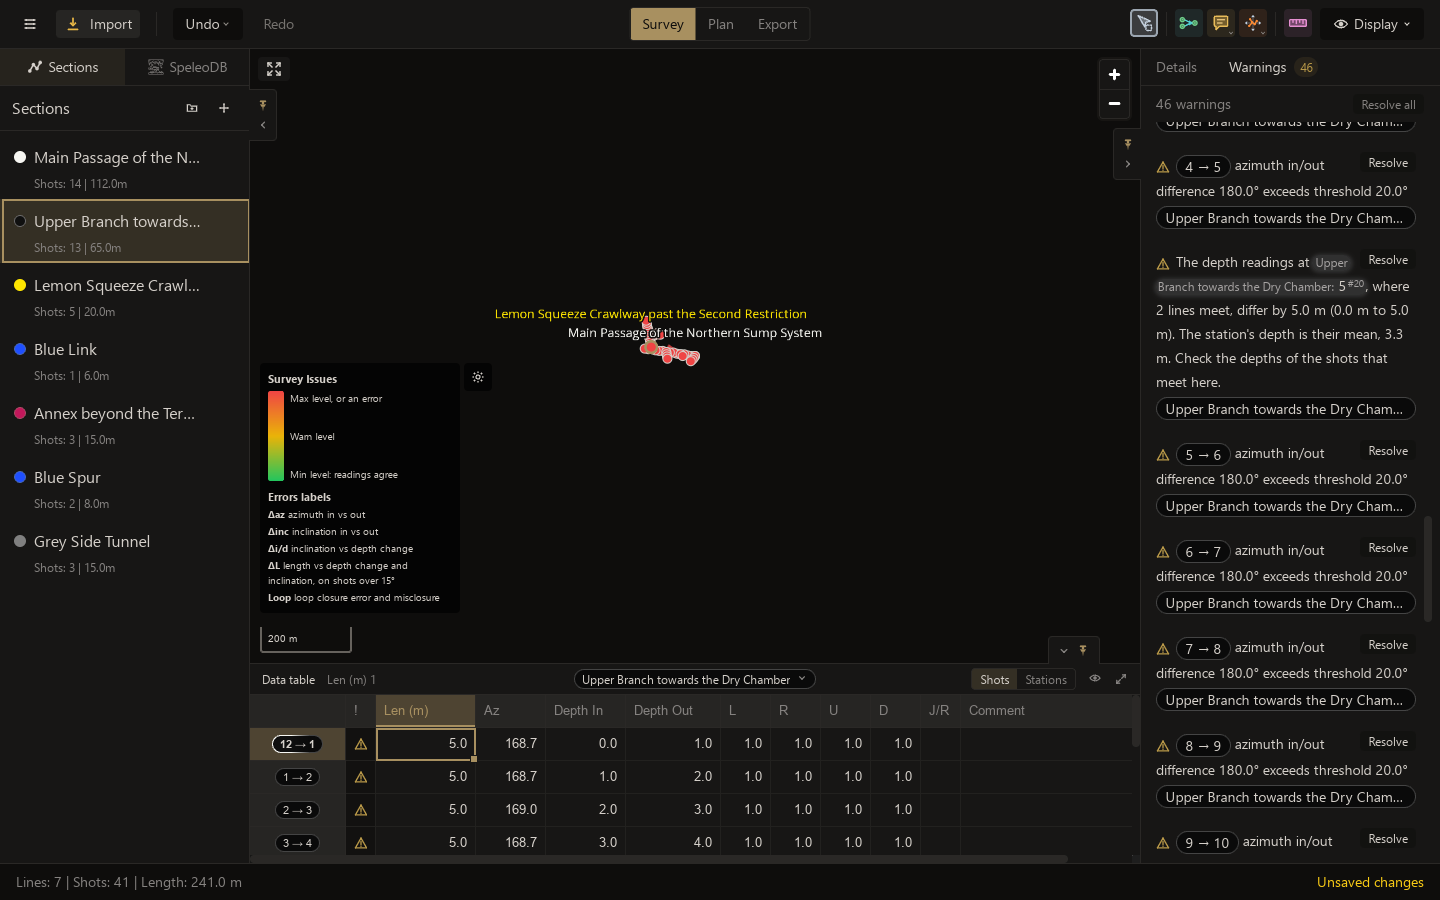 Import
Undo
Redo
Survey
Plan
Export
Display
Sections
SpeleoDB
Sections
Main Passage of the N...
Shots: 14 | 112.0m
Upper Branch towards...
Shots: 13 | 65.0m
Lemon Squeeze Crawl...
Shots: 5 | 20.0m
Blue Link
Shots: 1 | 6.0m
Annex beyond the Ter...
Shots: 3 | 15.0m
Blue Spur
Shots: 2 | 8.0m
Grey Side Tunnel
Shots: 3 | 15.0m
Lemon Squeeze Crawlway past the Second Restriction
Main Passage of the Northern Sump System
Survey Issues
Max level, or an error
Warn level
Min level: readings agree
Errors labels
Δaz azimuth in vs out
Δinc inclination in vs out
Δi/d inclination vs depth change
ΔL length vs depth change and
inclination, on shots over 15°
Loop loop closure error and misclosure
200 m
Data table Len (m) 1
Upper Branch towards the Dry Chamber
Shots Stations
! Len (m) Az Depth In Depth Out L R U D J/R Comment
12 → 1 5.0 168.7 0.0 1.0 1.0 1.0 1.0 1.0
1 → 2 5.0 168.7 1.0 2.0 1.0 1.0 1.0 1.0
2 → 3 5.0 169.0 2.0 3.0 1.0 1.0 1.0 1.0
3 → 4 5.0 168.7 3.0 4.0 1.0 1.0 1.0 1.0
Details Warnings 46
46 warnings Resolve all
Upper Branch towards the Dry Cham...
4 → 5 azimuth in/out Resolve
difference 180.0° exceeds threshold 20.0°
Upper Branch towards the Dry Cham...
The depth readings at Upper Resolve
Branch towards the Dry Chamber: 5 #20, where
2 lines meet, differ by 5.0 m (0.0 m to 5.0
m). The station's depth is their mean, 3.3
m. Check the depths of the shots that
meet here.
Upper Branch towards the Dry Cham...
5 → 6 azimuth in/out Resolve
difference 180.0° exceeds threshold 20.0°
Upper Branch towards the Dry Cham...
6 → 7 azimuth in/out Resolve
difference 180.0° exceeds threshold 20.0°
Upper Branch towards the Dry Cham...
7 → 8 azimuth in/out Resolve
difference 180.0° exceeds threshold 20.0°
Upper Branch towards the Dry Cham...
8 → 9 azimuth in/out Resolve
difference 180.0° exceeds threshold 20.0°
Upper Branch towards the Dry Cham...
9 → 10 azimuth in/out Resolve
Lines: 7 | Shots: 41 | Length: 241.0 m
Unsaved changes